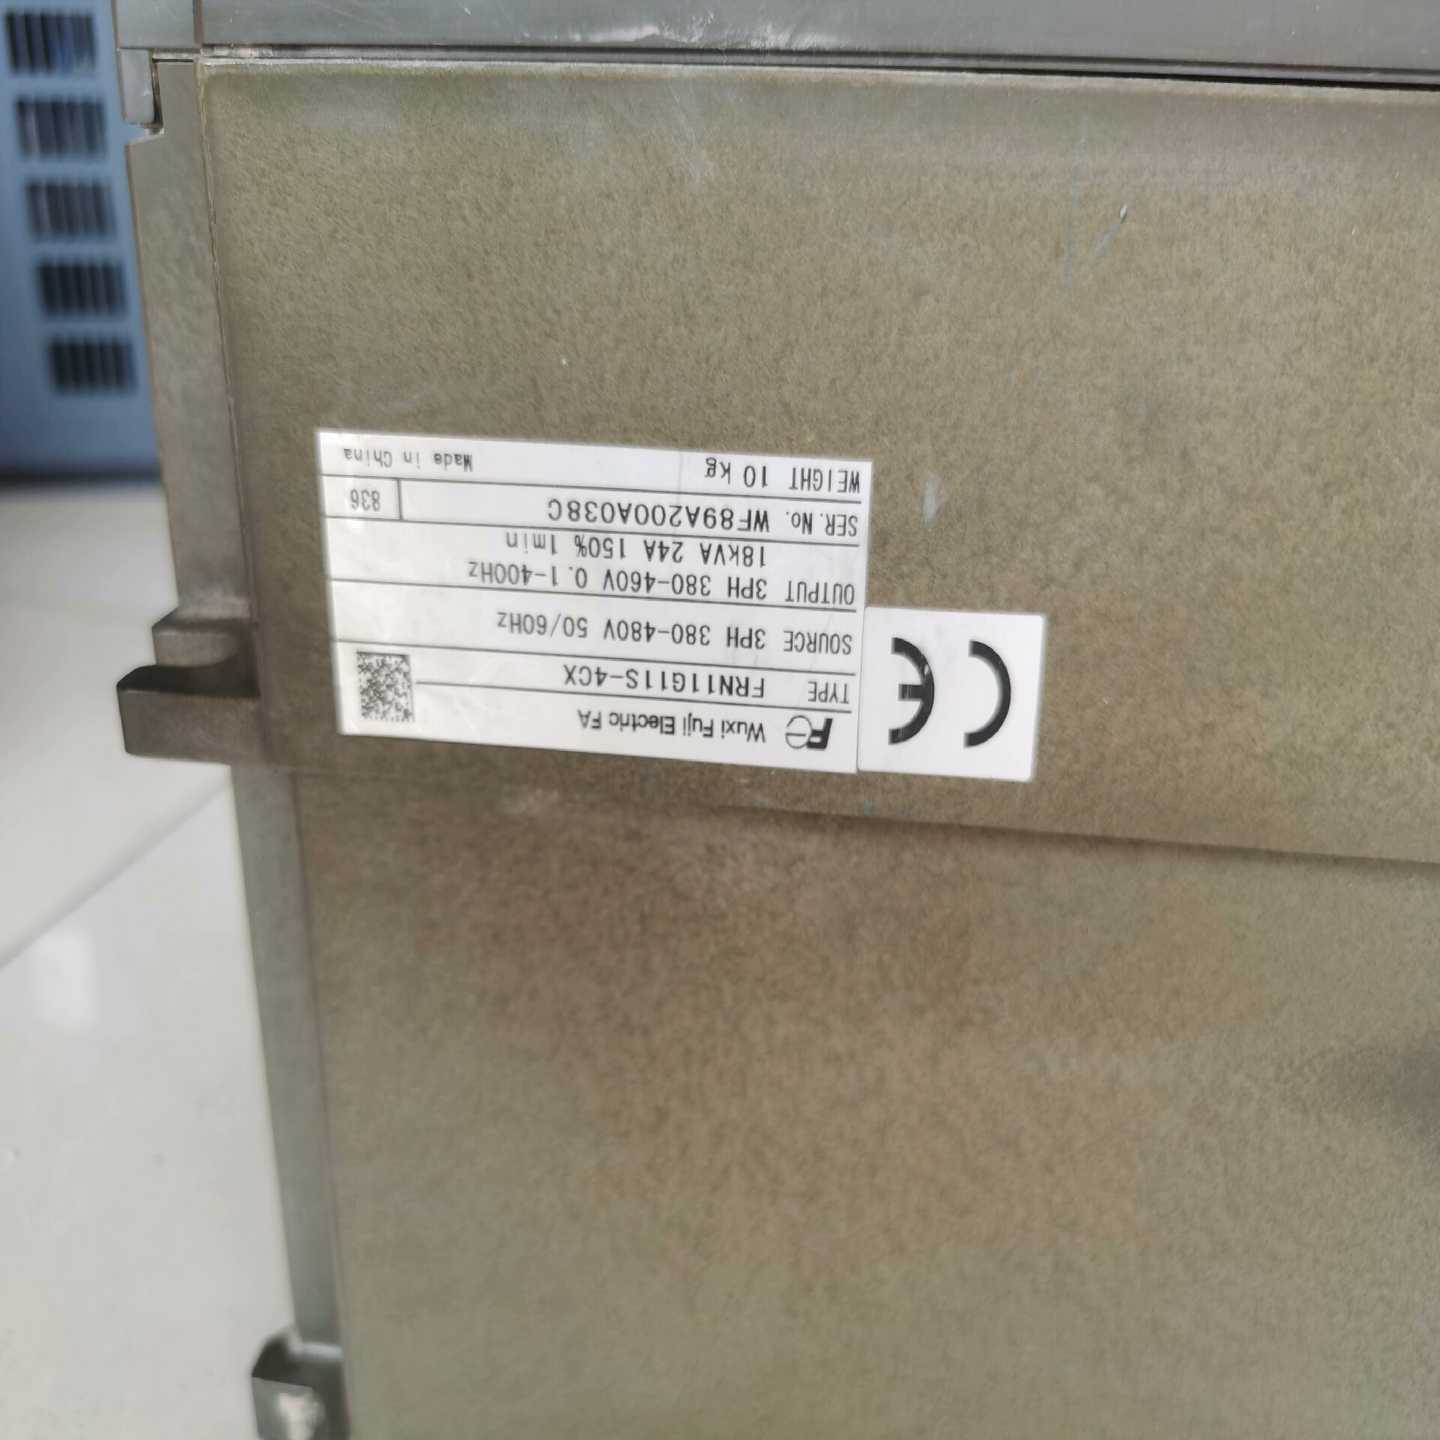 Fe Wuxi Fuji Electric FA
TYPE FRN11G11S-4CX
SOURCE 3PH 380-480V 50/60Hz
OUTPUT 3PH 380-460V 0.1-400Hz
18kVA 24A 150% 1min
SER. No. WF89A200A038C 836
WEIGHT 10 kg Made in China
CE